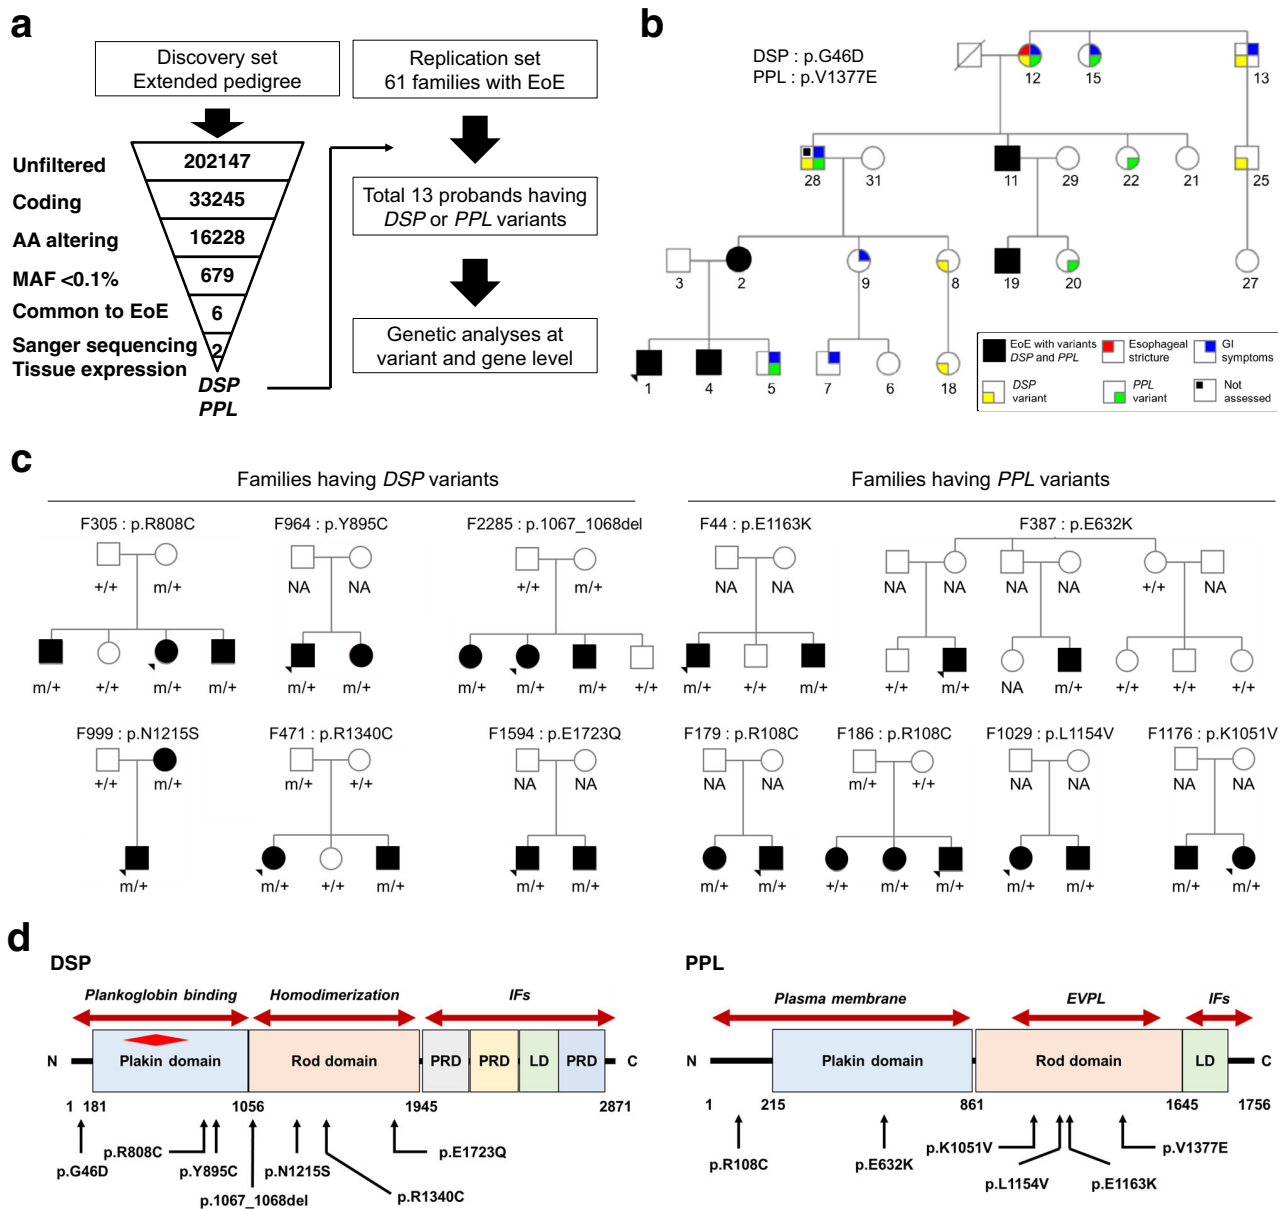 a
Discovery set
Extended pedigree
Replication set
61 families with EoE
Unfiltered
202147
Coding
33245
AA altering
16228
MAF <0.1%
679
Common to EoE
6
Sanger sequencing
Tissue expression
2
DSP
PPL
Total 13 probands having
DSP or PPL variants
Genetic analyses at
variant and gene level
b
DSP : p.G46D
PPL : p.V1377E
12
15
13
28
31
11
29
22
21
25
3
2
9
8
19
20
27
1
4
5
7
6
18
EoE with variants
DSP and PPL
Esophageal
stricture
GI
symptoms
DSP
variant
PPL
variant
Not
assessed
c
Families having DSP variants
Families having PPL variants
F305 : p.R808C
F964 : p.Y895C
F2285 : p.1067_1068del
F44 : p.E1163K
F387 : p.E632K
+/+ m/+ NA NA +/+ m/+ NA NA NA NA NA NA +/+ NA
m/+ +/+ m/+ m/+ m/+ m/+ m/+ m/+ m/+ +/+ m/+ +/+ m/+ +/+ m/+ NA m/+ +/+ +/+ +/+
F999 : p.N1215S
F471 : p.R1340C
F1594 : p.E1723Q
F179 : p.R108C
F186 : p.R108C
F1029 : p.L1154V
F1176 : p.K1051V
+/+ m/+ m/+ +/+ NA NA NA NA m/+ +/+ NA NA NA NA
m/+ m/+ +/+ m/+ m/+ m/+ m/+ m/+ +/+ m/+ m/+ m/+ m/+ m/+ m/+
d
DSP
Plankoglobin binding
Homodimerization
IFs
N
Plakin domain
Rod domain
PRD
PRD
LD
PRD
C
1 181 1056 1945 2871
p.G46D
p.R808C
p.Y895C
p.1067_1068del
p.N1215S
p.R1340C
p.E1723Q
PPL
Plasma membrane
EVPL
IFs
N
Plakin domain
Rod domain
LD
C
1 215 861 1645 1756
p.R108C
p.E632K
p.K1051V
p.L1154V
p.E1163K
p.V1377E